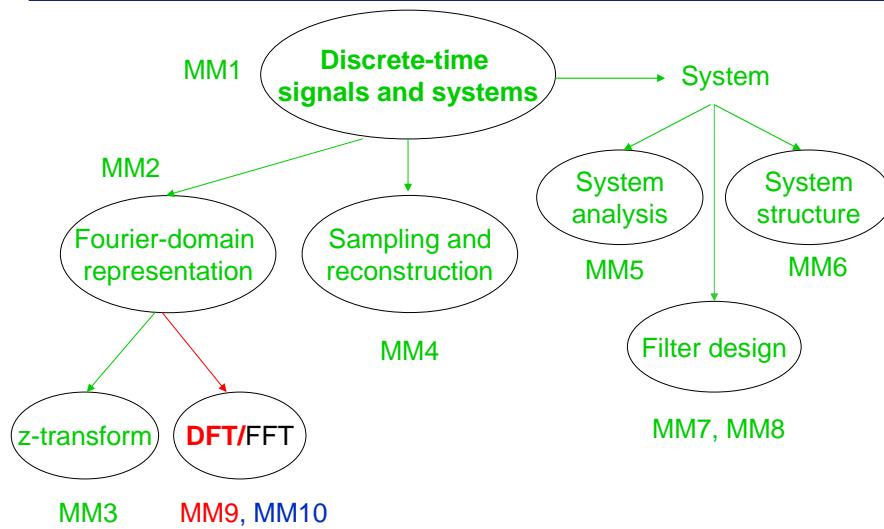 MM1
Discrete-time
signals and systems
System
MM2
Fourier-domain
representation
Sampling and
reconstruction
System
analysis
System
structure
MM5
MM6
MM4
Filter design
z-transform
DFT/FFT
MM7, MM8
MM3
MM9, MM10